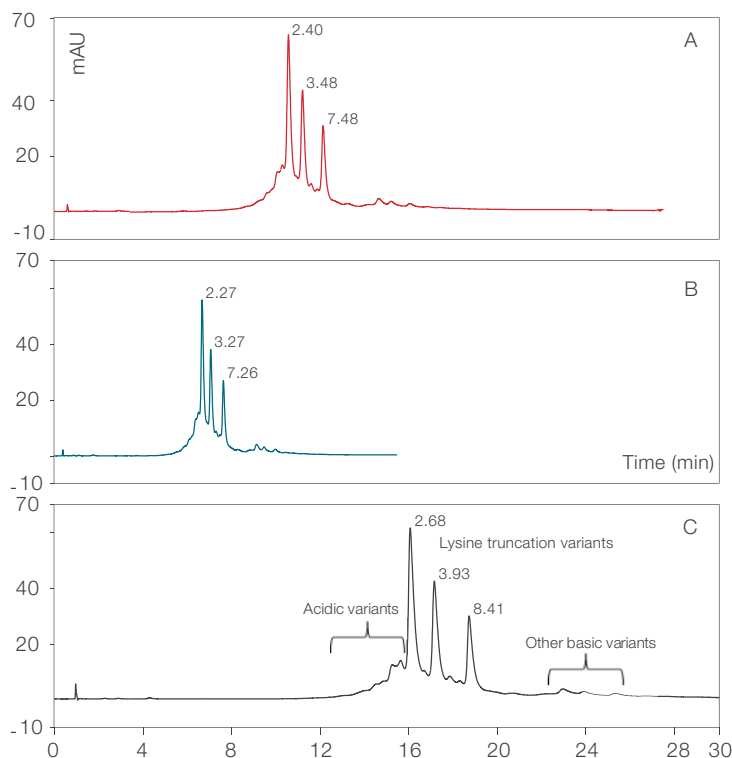 70
mAU
2.40
A
3.48
40
7.48
20
-10
70
2.27
B
3.27
40
7.26
20
Time (min)
-10
70
2.68
C
Lysine truncation variants
3.93
40
Acidic variants
8.41
20
Other basic variants
-10
0 4 8 12 16 20 24 28 30